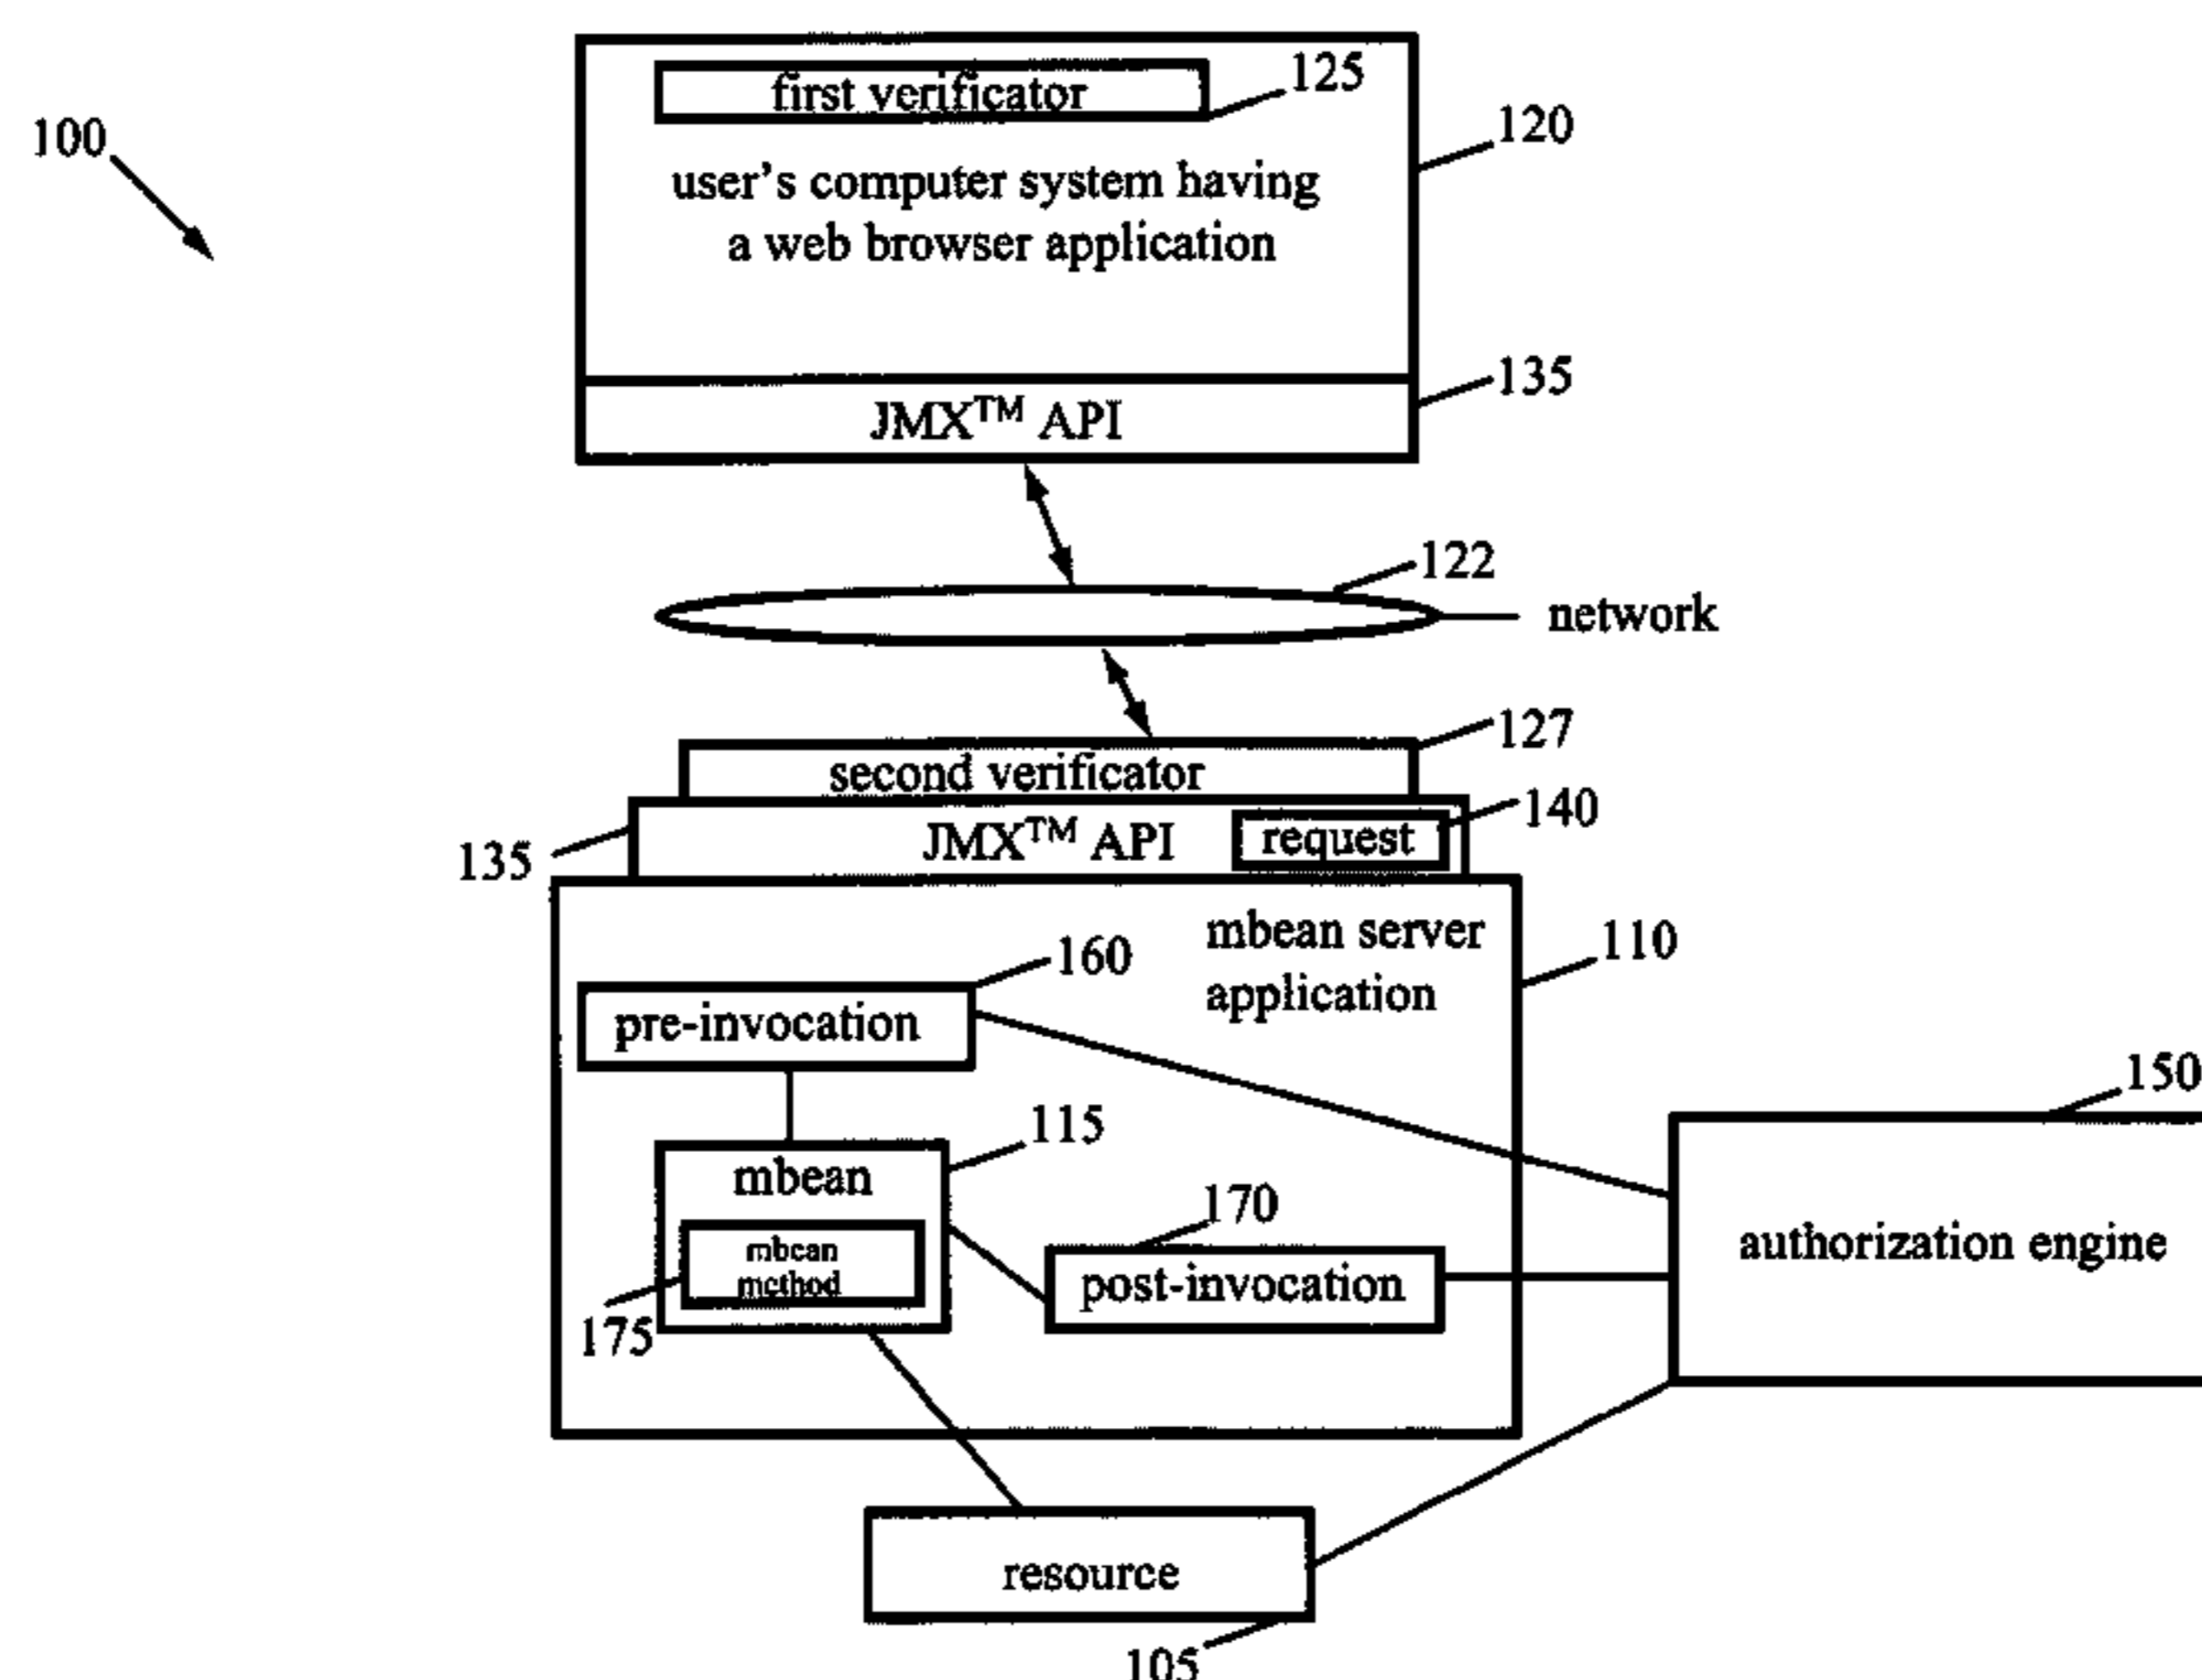 100
first verificator
125
120
user's computer system having
a web browser application
135
JMX™ API
122
network
127
second verificator
140
135
JMX™ API
request
mbean server
application
110
160
pre-invocation
150
115
mbean
170
authorization engine
mbean
method
post-invocation
175
resource
105